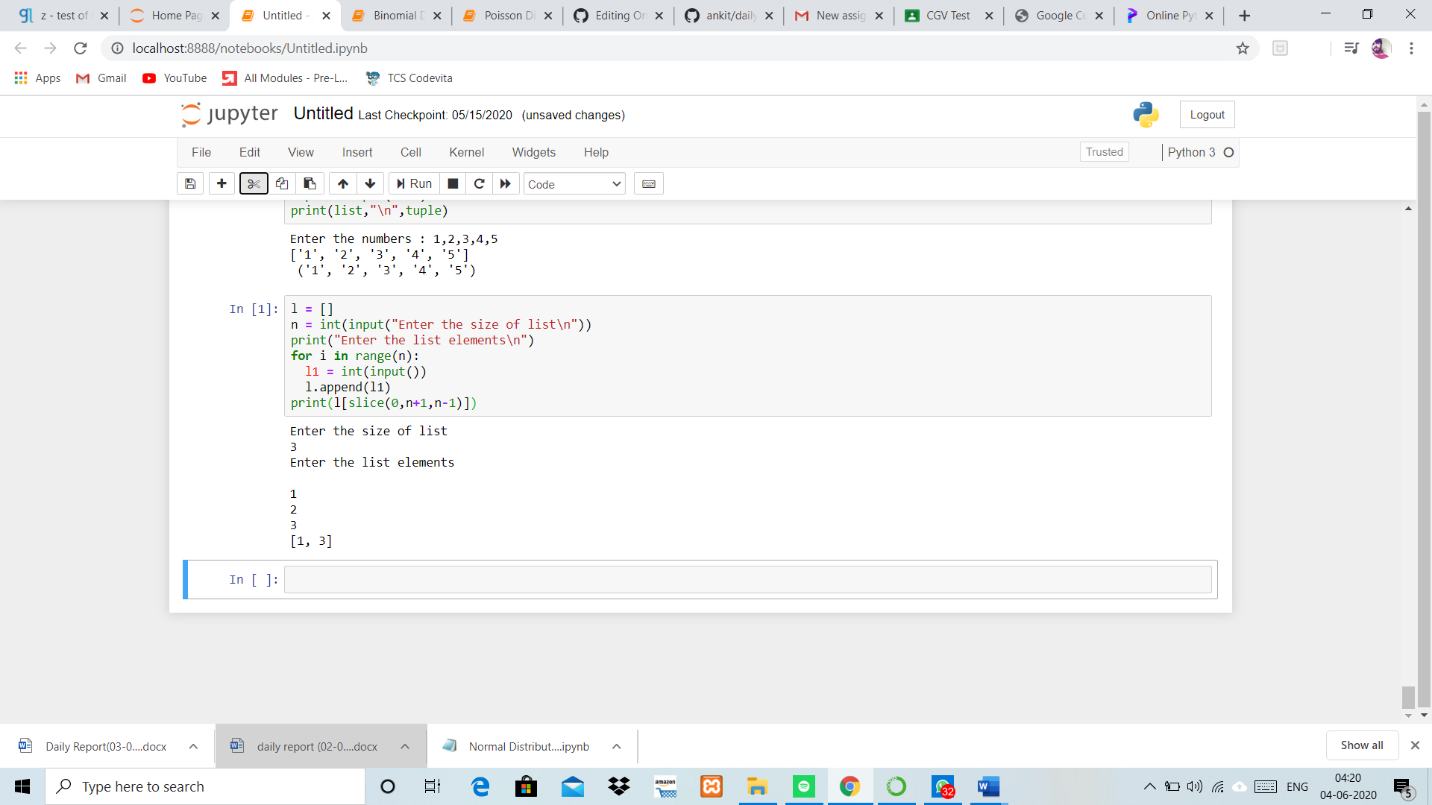 z - test of
Home Pag
Untitled -
Binomial D
Poisson Di
Editing On
ankit/daily
New assig
CGV Test
Google Co
Online Pyt
localhost:8888/notebooks/Untitled.ipynb
Apps
Gmail
YouTube
All Modules - Pre-L...
TCS Codevita
jupyter
Untitled Last Checkpoint: 05/15/2020 (unsaved changes)
Logout
File Edit View Insert Cell Kernel Widgets Help
Trusted
Python 3
Run
Code
print(list,"\n",tuple)
Enter the numbers : 1,2,3,4,5
['1', '2', '3', '4', '5']
('1', '2', '3', '4', '5')
In [1]:
l = []
n = int(input("Enter the size of list\n"))
print("Enter the list elements\n")
for i in range(n):
l1 = int(input())
l.append(l1)
print(l[slice(0,n+1,n-1)])
Enter the size of list
3
Enter the list elements
1
2
3
[1, 3]
In [ ]:
Daily Report(03-0....docx
daily report (02-0....docx
Normal Distribut....ipynb
Show all
Type here to search
amazon
32
W
ENG
04:20
04-06-2020
5